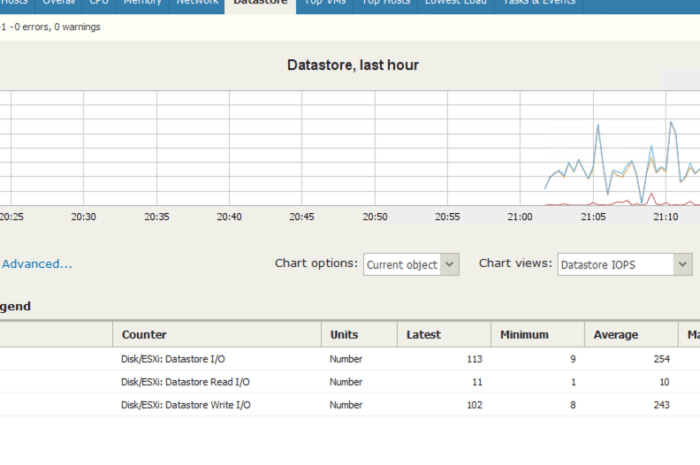 Hosts Overall CPU Memory Network Datastore Top VMs Top Hosts Lowest Load Tasks & Events
-1 - 0 errors, 0 warnings
Datastore, last hour
20:25 20:30 20:35 20:40 20:45 20:50 20:55 21:00 21:05 21:10
Advanced... Chart options: Current object Chart views: Datastore IOPS
gend
Counter Units Latest Minimum Average Ma
Disk/ESXi: Datastore I/O Number 113 9 254
Disk/ESXi: Datastore Read I/O Number 11 1 10
Disk/ESXi: Datastore Write I/O Number 102 8 243